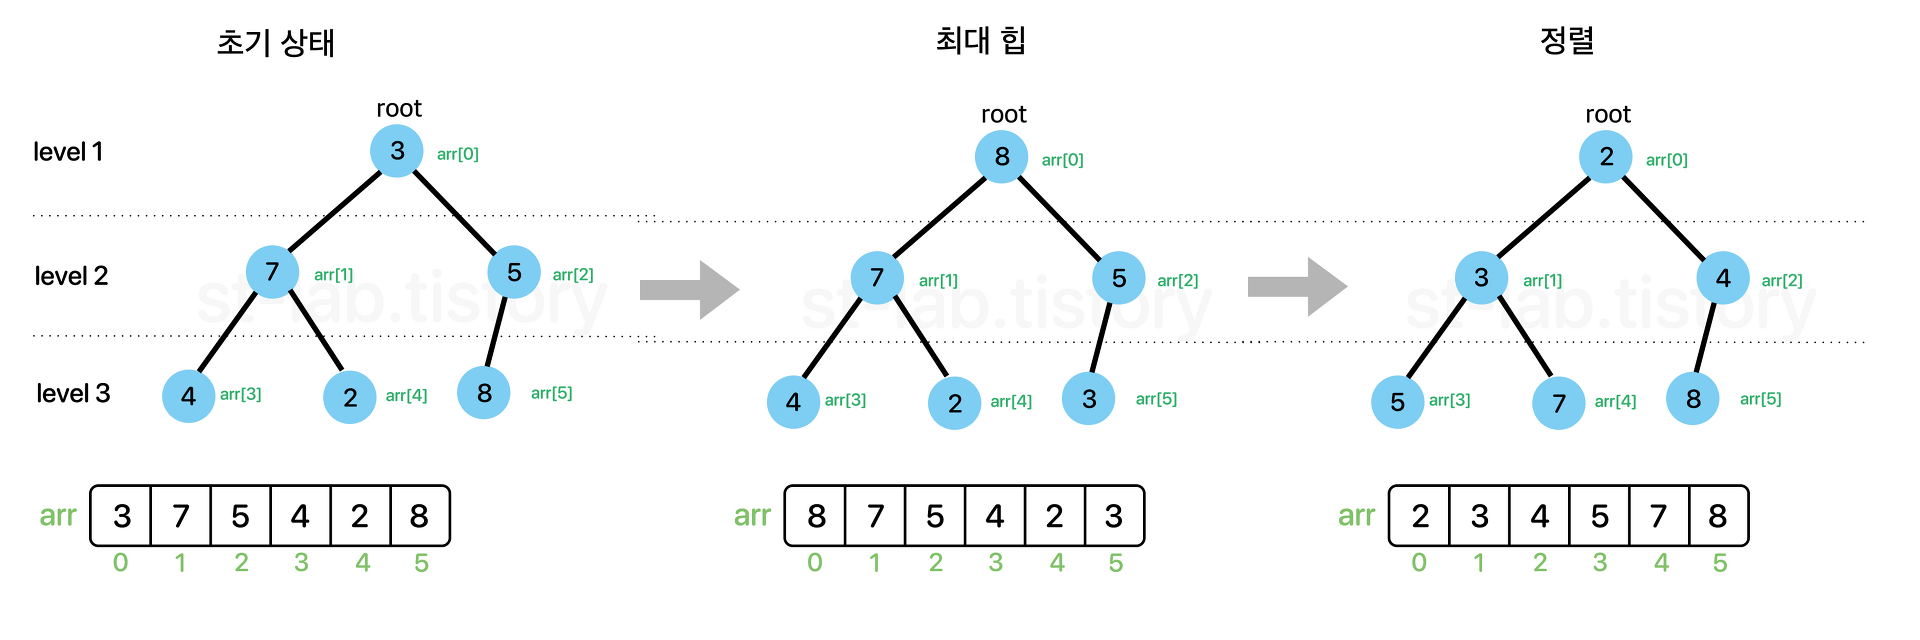 초기 상태
최대 힙
정렬
root
root
root
level 1
3 arr[0]
8 arr[0]
2 arr[0]
level 2
7 arr[1] 5 arr[2]
7 arr[1] 5 arr[2]
3 arr[1] 4 arr[2]
st-lab.tistory
st-lab.tistory
st-lab.tistory
level 3
4 arr[3] 2 arr[4] 8 arr[5]
4 arr[3] 2 arr[4] 3 arr[5]
5 arr[3] 7 arr[4] 8 arr[5]
arr 3 7 5 4 2 8
0 1 2 3 4 5
arr 8 7 5 4 2 3
0 1 2 3 4 5
arr 2 3 4 5 7 8
0 1 2 3 4 5